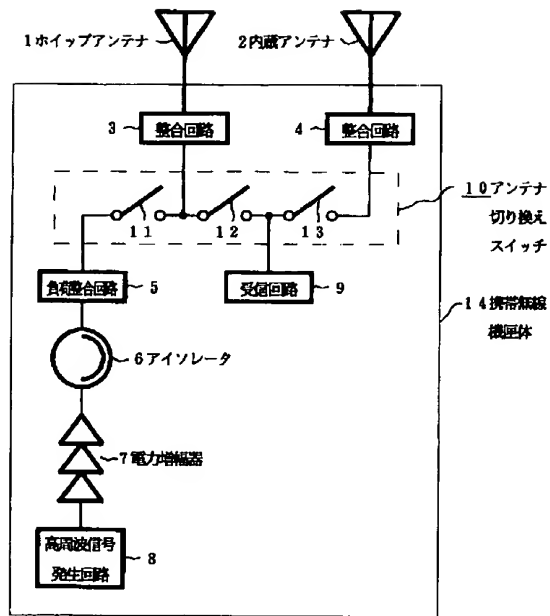 1ホイップアンテナ
2内蔵アンテナ
3
整合回路
4
整合回路
10アンテナ
切り換え
スイッチ
11
12
13
負荷整合回路
5
受信回路
9
14携帯無線
機匣体
6アイソレータ
7電力増幅器
高周波信号
発生回路
8